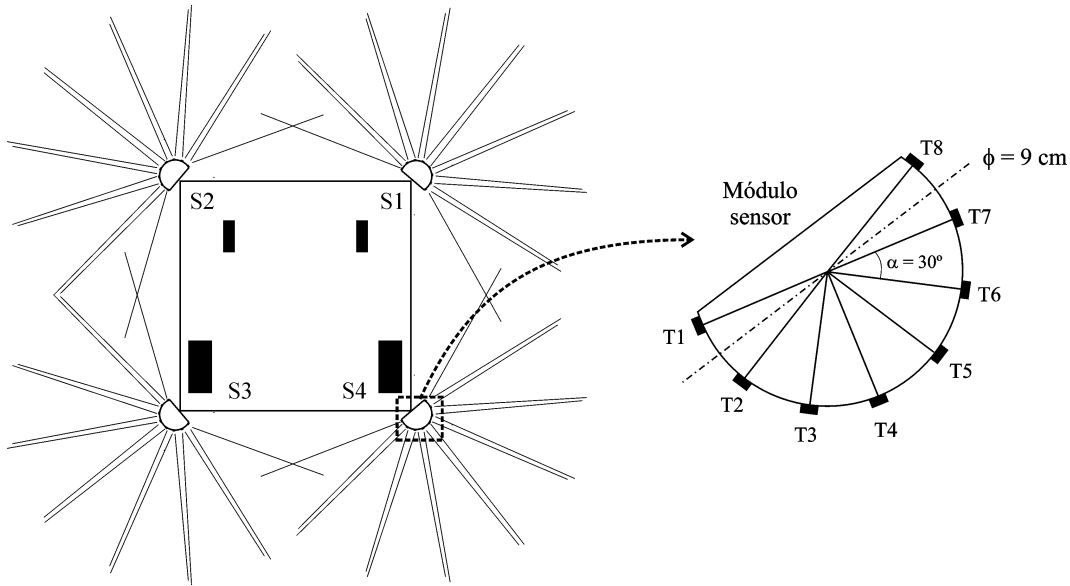 S2
S1
S3
S4
Módulo
sensor
T8
ϕ = 9 cm
T7
α = 30º
T6
T1
T5
T2
T3
T4